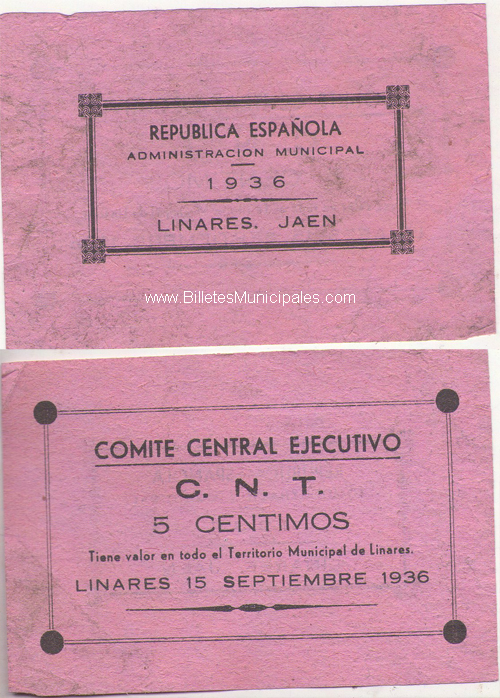 REPUBLICA ESPAÑOLA
ADMINISTRACION MUNICIPAL
1936
LINARES. JAEN
www.BilletesMunicipales.com
COMITE CENTRAL EJECUTIVO
C. N. T.
5 CENTIMOS
Tiene valor en todo el Territorio Municipal de Linares.
LINARES 15 SEPTIEMBRE 1936